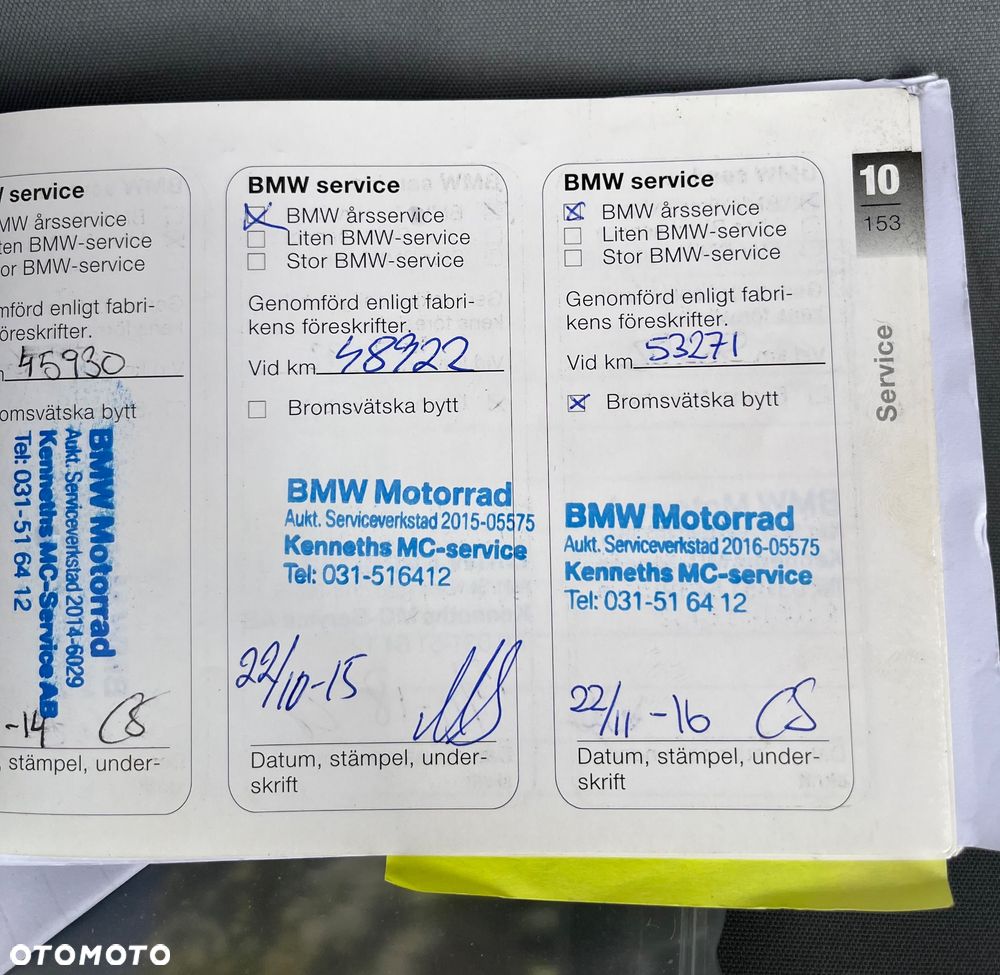 service
årsservice
BMW-service
BMW-service
enligt fabri-
föreskrifter.
45930
omsvätska bytt
BMW Motorrad
Aukt. Serviceverkstad 2014-6029
Kenneths MC-Service AB
Tel: 031-51 64 12
-14 CS
, stämpel, under-
BMW service
BMW årsservice
Liten BMW-service
Stor BMW-service
Genomförd enligt fabri-
kens föreskrifter.
Vid km 48922
Bromsvätska bytt
BMW Motorrad
Aukt. Serviceverkstad 2015-05575
Kenneths MC-service
Tel: 031-516412
22/10-15
Datum, stämpel, under-
skrift
BMW service
BMW årsservice
Liten BMW-service
Stor BMW-service
Genomförd enligt fabri-
kens föreskrifter.
Vid km 53271
Bromsvätska bytt
BMW Motorrad
Aukt. Serviceverkstad 2016-05575
Kenneths MC-service
Tel: 031-51 64 12
22/11 -16 CS
Datum, stämpel, under-
skrift
10
153
Service
OTOMOTO